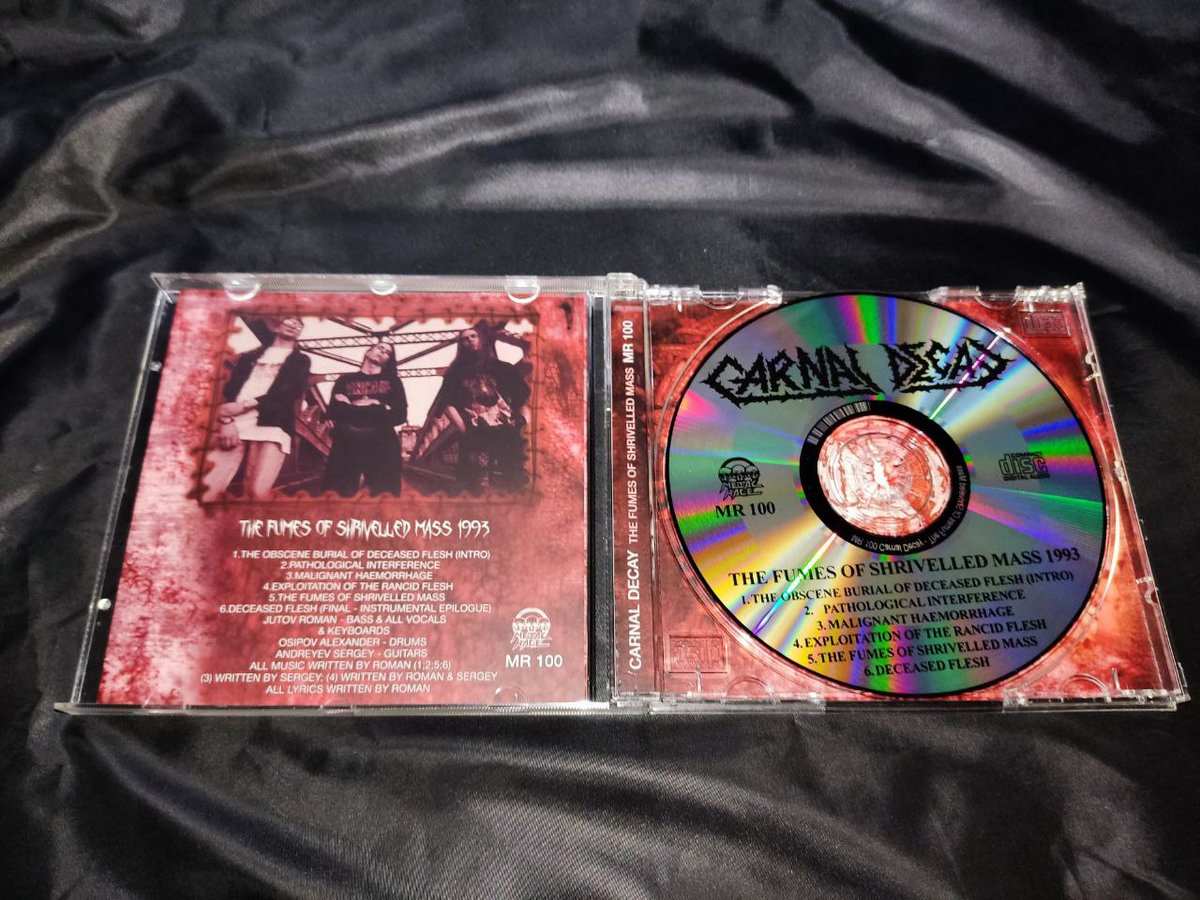 THE FUMES OF SHRIVELLED MASS 1993
1.THE OBSCENE BURIAL OF DECEASED FLESH (INTRO)
2.PATHOLOGICAL INTERFERENCE
3.MALIGNANT HAEMORRHAGE
4.EXPLOITATION OF THE RANCID FLESH
5.THE FUMES OF SHRIVELLED MASS
6.DECEASED FLESH (FINAL - INSTRUMENTAL EPILOGUE)
JUTOV ROMAN - BASS & ALL VOCALS
& KEYBOARDS
OSIPOV ALEXANDER - DRUMS
ANDREYEV SERGEY - GUITARS
ALL MUSIC WRITTEN BY ROMAN (1;2;5;6)
(3) WRITTEN BY SERGEY; (4) WRITTEN BY ROMAN & SERGEY
ALL LYRICS WRITTEN BY ROMAN
MR 100
CARNAL DECAY THE FUMES OF SHRIVELLED MASS MR 100
CARNAL DECAY
METAL
RACE
MR 100
COMPACT
disc
DIGITAL AUDIO
THE FUMES OF SHRIVELLED MASS 1993
1.THE OBSCENE BURIAL OF DECEASED FLESH (INTRO)
2. PATHOLOGICAL INTERFERENCE
3.MALIGNANT HAEMORRHAGE
4.EXPLOITATION OF THE RANCID FLESH
5.THE FUMES OF SHRIVELLED MASS
6.DECEASED FLESH